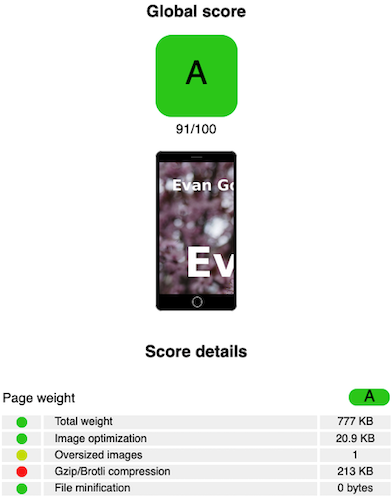 Global score
A
91/100
Evan Go
Ev
Score details
Page weight A
Total weight 777 KB
Image optimization 20.9 KB
Oversized images 1
Gzip/Brotli compression 213 KB
File minification 0 bytes